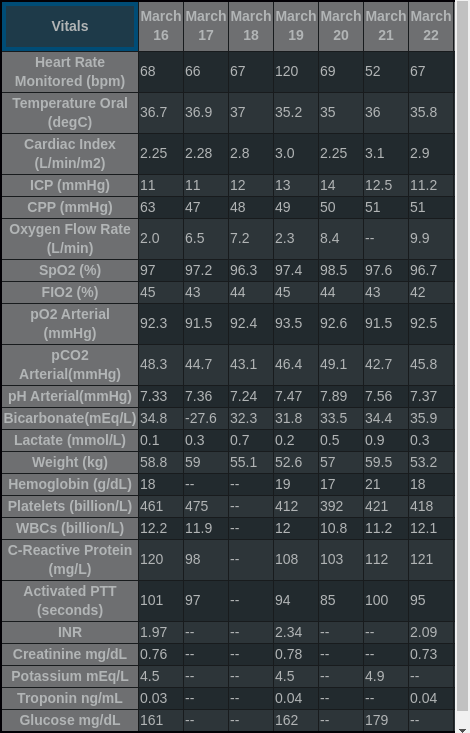 Vitals March 16 March 17 March 18 March 19 March 20 March 21 March 22
Heart Rate Monitored (bpm) 68 66 67 120 69 52 67
Temperature Oral (degC) 36.7 36.9 37 35.2 35 36 35.8
Cardiac Index (L/min/m2) 2.25 2.28 2.8 3.0 2.25 3.1 2.9
ICP (mmHg) 11 11 12 13 14 12.5 11.2
CPP (mmHg) 63 47 48 49 50 51 51
Oxygen Flow Rate (L/min) 2.0 6.5 7.2 2.3 8.4 -- 9.9
SpO2 (%) 97 97.2 96.3 97.4 98.5 97.6 96.7
FIO2 (%) 45 43 44 45 44 43 42
pO2 Arterial (mmHg) 92.3 91.5 92.4 93.5 92.6 91.5 92.5
pCO2 Arterial(mmHg) 48.3 44.7 43.1 46.4 49.1 42.7 45.8
pH Arterial(mmHg) 7.33 7.36 7.24 7.47 7.89 7.56 7.37
Bicarbonate(mEq/L) 34.8 -27.6 32.3 31.8 33.5 34.4 35.9
Lactate (mmol/L) 0.1 0.3 0.7 0.2 0.5 0.9 0.3
Weight (kg) 58.8 59 55.1 52.6 57 59.5 53.2
Hemoglobin (g/dL) 18 -- -- 19 17 21 18
Platelets (billion/L) 461 475 -- 412 392 421 418
WBCs (billion/L) 12.2 11.9 -- 12 10.8 11.2 12.1
C-Reactive Protein (mg/L) 120 98 -- 108 103 112 121
Activated PTT (seconds) 101 97 -- 94 85 100 95
INR 1.97 -- -- 2.34 -- -- 2.09
Creatinine mg/dL 0.76 -- -- 0.78 -- -- 0.73
Potassium mEq/L 4.5 -- -- 4.5 -- 4.9 --
Troponin ng/mL 0.03 -- -- 0.04 -- -- 0.04
Glucose mg/dL 161 -- -- 162 -- 179 --